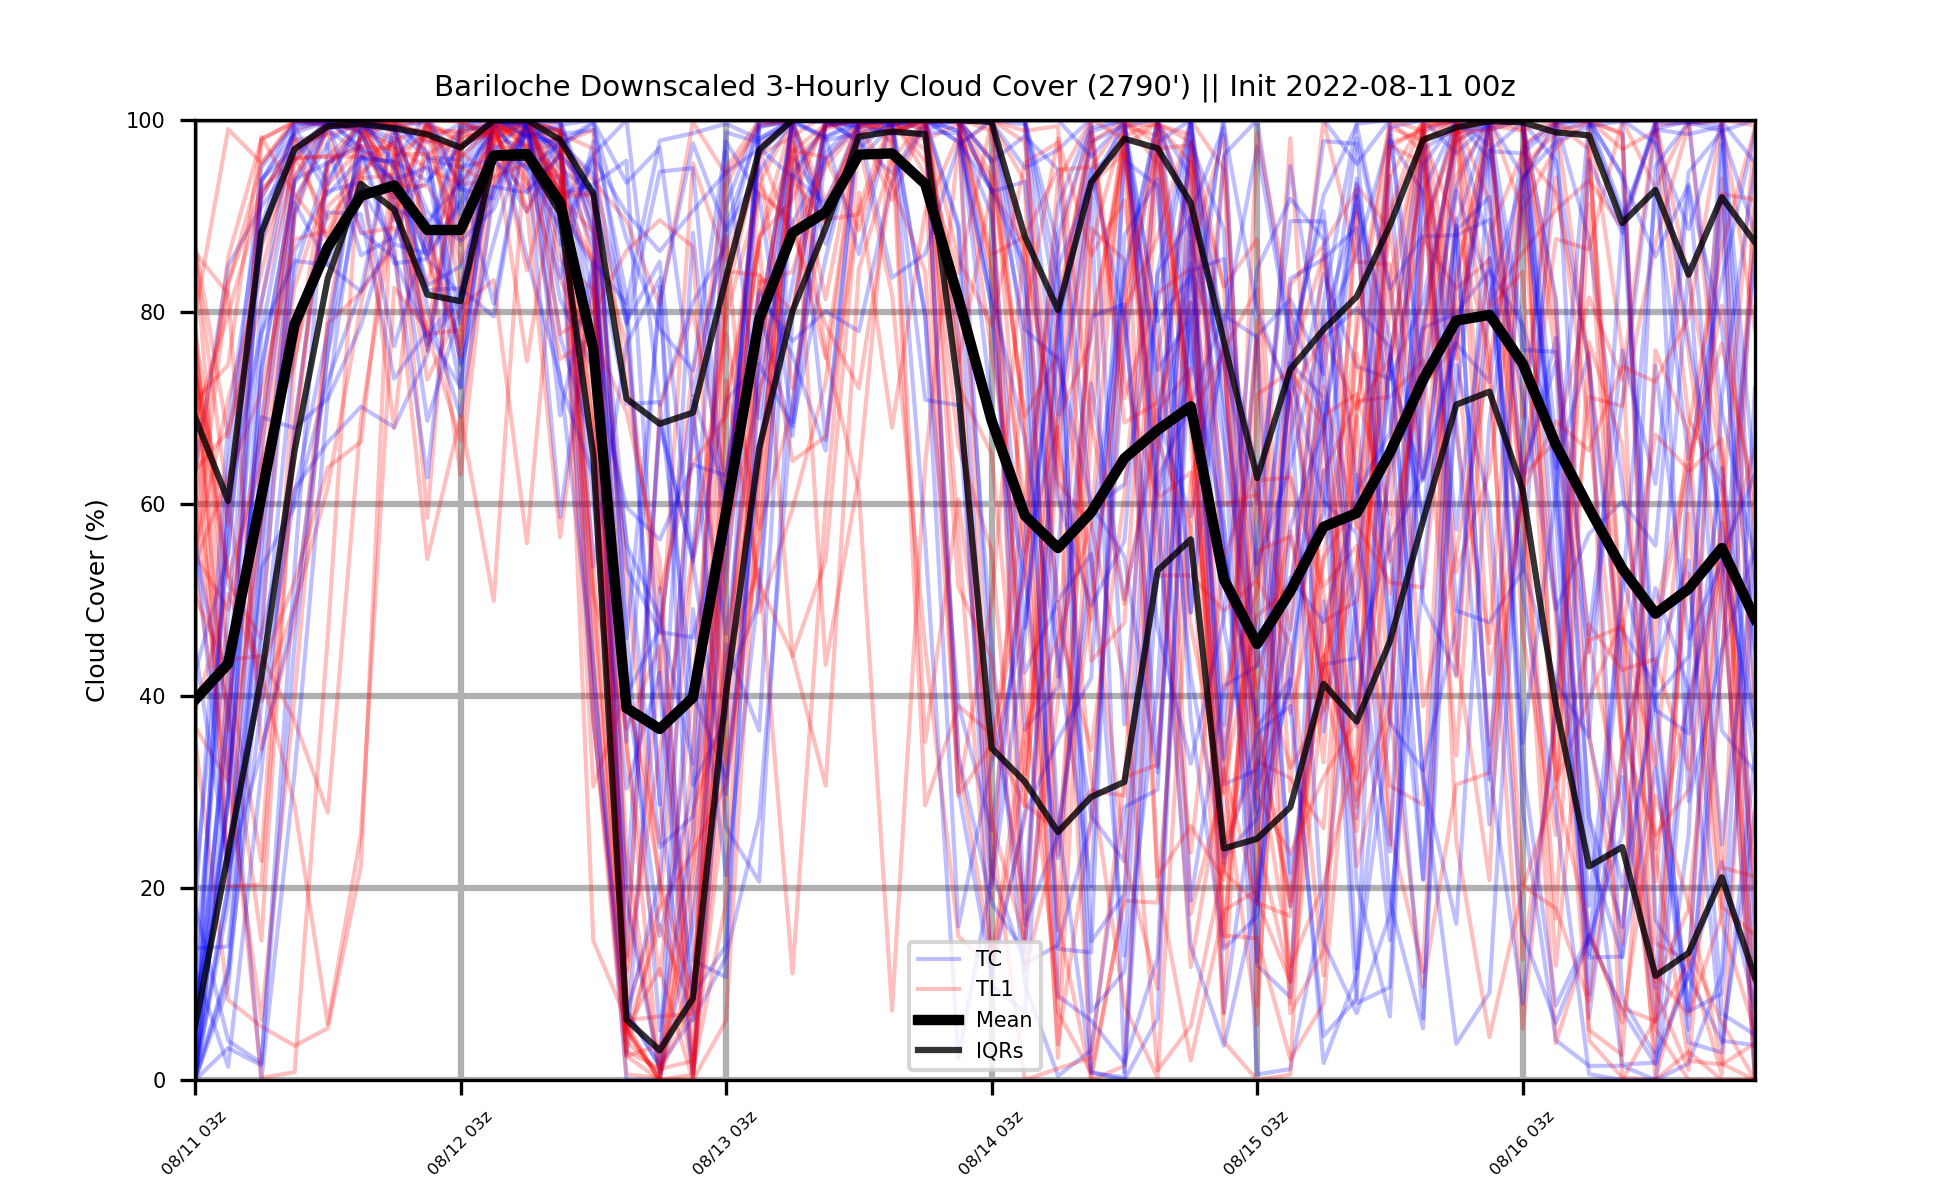 Bariloche Downscaled 3-Hourly Cloud Cover (2790') || Init 2022-08-11 00z
Cloud Cover (%)
100
80
60
40
20
0
TC
TL1
Mean
IQRs
08/11 03z
08/12 03z
08/13 03z
08/14 03z
08/15 03z
08/16 03z